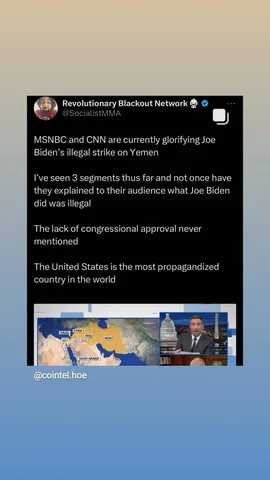 Revolutionary Blackout Network
@SocialistMMA
MSNBC and CNN are currently glorifying Joe
Biden's illegal strike on Yemen
I've seen 3 segments thus far and not once have
they explained to their audience what Joe Biden
did was illegal
The lack of congressional approval never
mentioned
The United States is the most propagandized
country in the world
IRAN
SAUDI ARABIA
@cointel.hoe